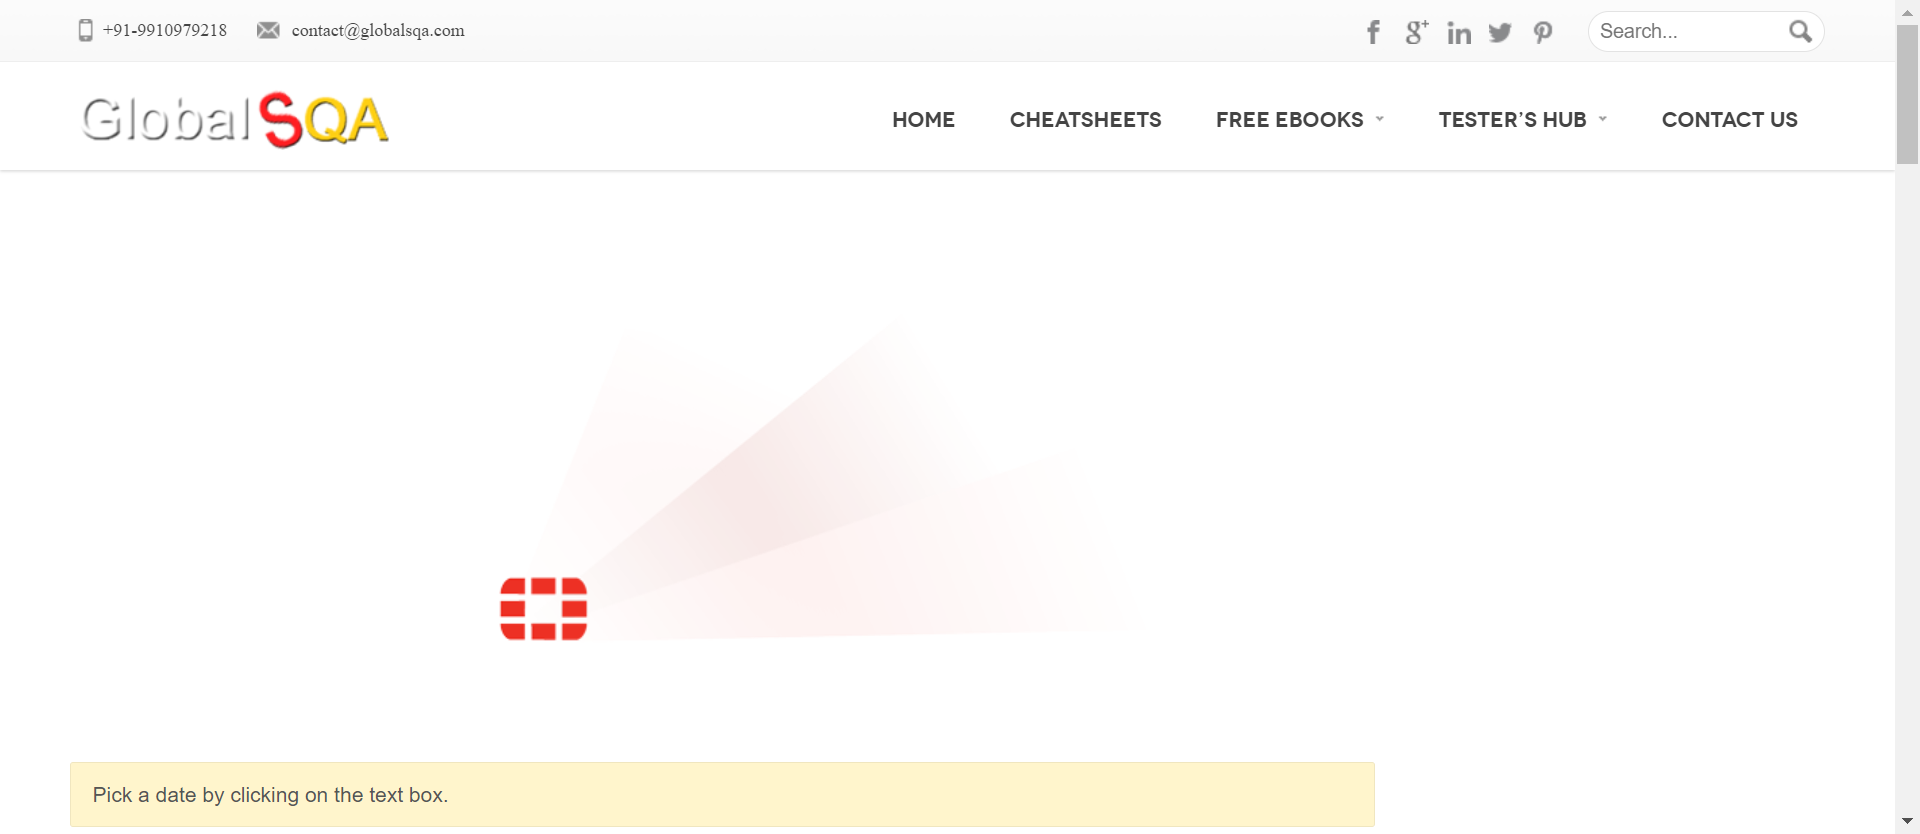 +91-9910979218 contact@globalsqa.com Search...
GlobalSQA HOME CHEATSHEETS FREE EBOOKS TESTER’S HUB CONTACT US
Pick a date by clicking on the text box.